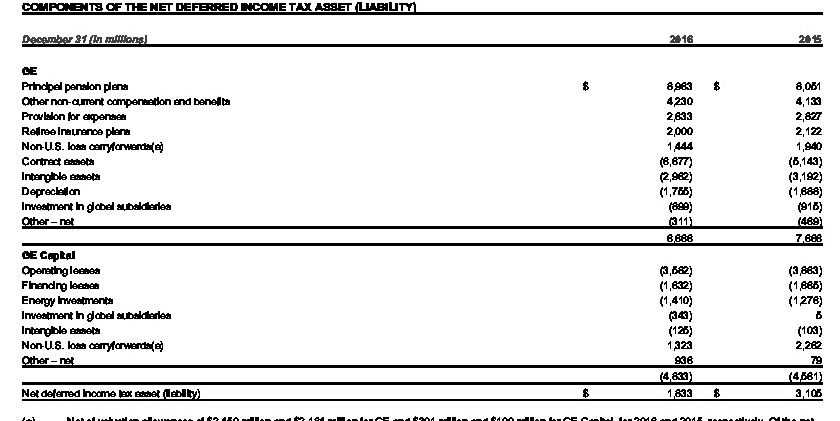 COMPONENTS OF THE NET DEFERRED INCOME TAX ASSET (LIABILITY)
December 31 (In millions) 2016 2015
GE
Principal pension plans $ 8,963 $ 8,051
Other non-current compensation and benefits 4,230 4,133
Provision for expenses 2,633 2,827
Retiree insurance plans 2,000 2,122
Non-U.S. loss carryforwards(a) 1,444 1,940
Contract assets (6,677) (5,143)
Intangible assets (2,962) (3,192)
Depreciation (1,755) (1,688)
Investment in global subsidiaries (899) (915)
Other – net (311) (469)
6,666 7,666
GE Capital
Operating leases (3,582) (3,863)
Financing leases (1,632) (1,665)
Energy investments (1,410) (1,276)
Investment in global subsidiaries (343) 5
Intangible assets (125) (103)
Non-U.S. loss carryforwards(a) 1,323 2,262
Other – net 936 79
(4,833) (4,561)
Net deferred income tax asset (liability) $ 1,833 $ 3,105